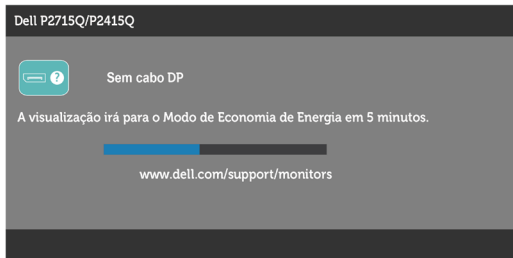 Dell P2715Q/P2415Q
?
Sem cabo DP
A visualização irá para o Modo de Economia de Energia em 5 minutos.
www.dell.com/support/monitors